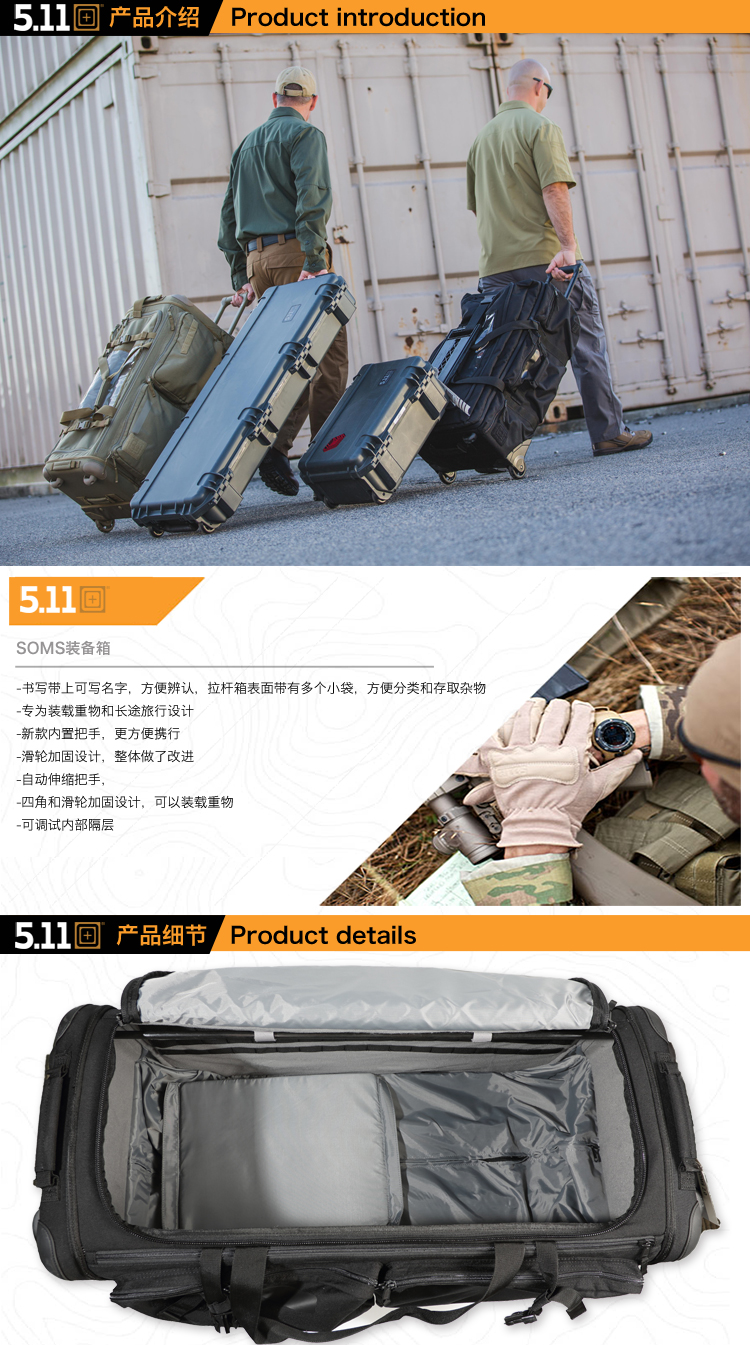 5.11 产品介绍 Product introduction
5.11
SOMS装备箱
-书写带上可写名字，方便辨认，拉杆箱表面带有多个小袋，方便分类和存取杂物
-专为装载重物和长途旅行设计
-新款内置把手，更方便携行
-滑轮加固设计，整体做了改进
-自动伸缩把手，
-四角和滑轮加固设计，可以装载重物
-可调试内部隔层
5.11 产品细节 Product details